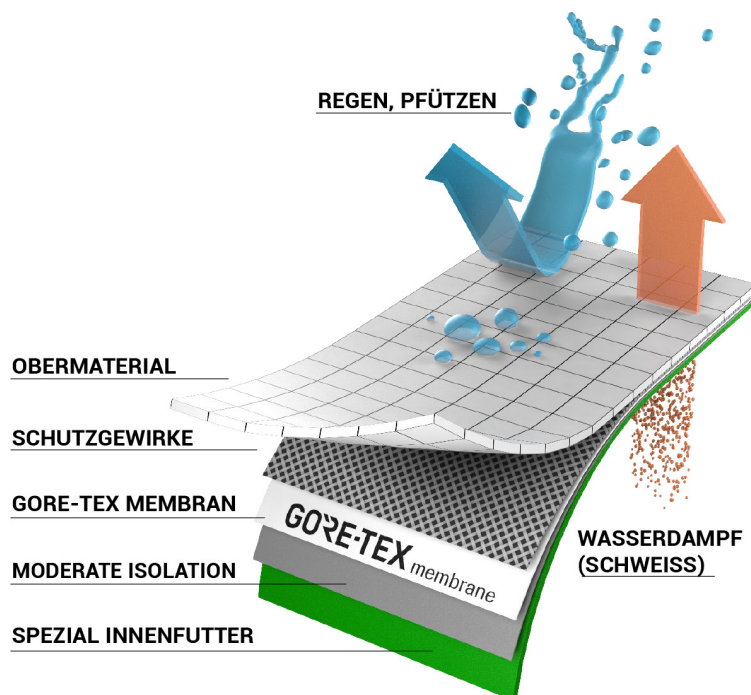 REGEN, PFÜTZEN
OBERMATERIAL
SCHUTZGEWIRKE
GORE-TEX MEMBRAN
GORE-TEX membrane
MODERATE ISOLATION
SPEZIAL INNENFUTTER
WASSERDAMPF
(SCHWEISS)